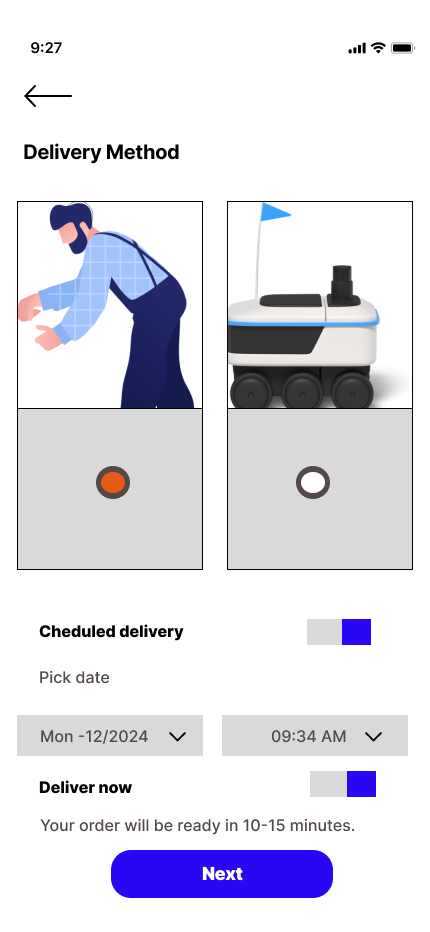 9:27
Delivery Method
Cheduled delivery
Pick date
Mon -12/2024
09:34 AM
Deliver now
Your order will be ready in 10-15 minutes.
Next